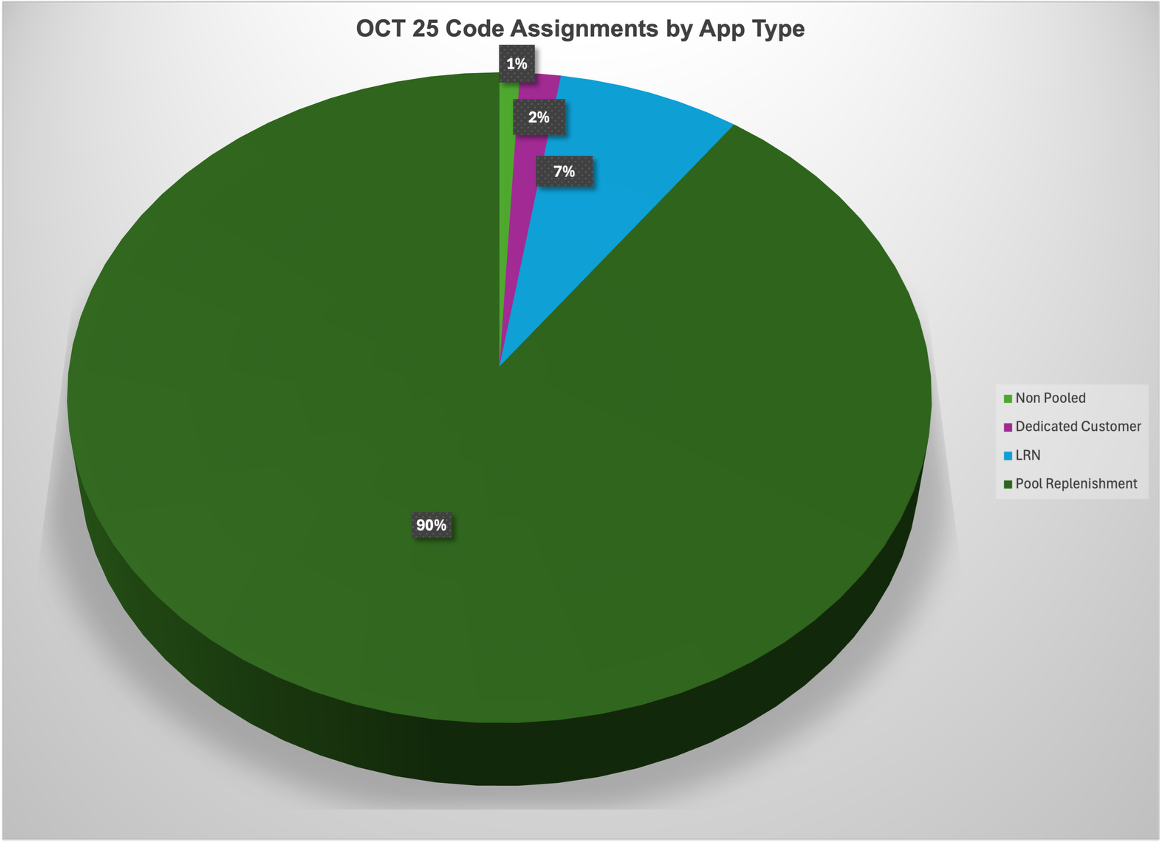 OCT 25 Code Assignments by App Type
1%
2%
7%
90%
Non Pooled
Dedicated Customer
LRN
Pool Replenishment